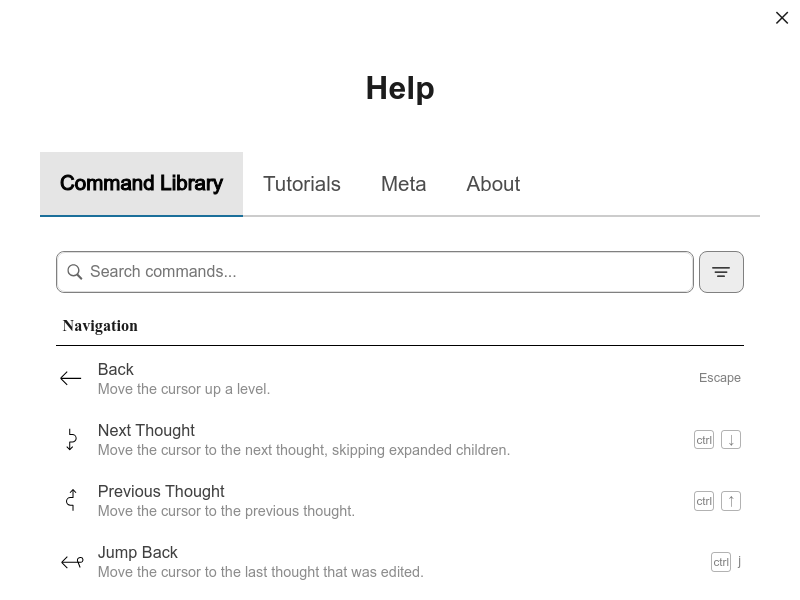 Help
Command Library Tutorials Meta About
Search commands...
Navigation
Back
Move the cursor up a level.
Escape
Next Thought
Move the cursor to the next thought, skipping expanded children.
ctrl ↓
Previous Thought
Move the cursor to the previous thought.
ctrl ↑
Jump Back
Move the cursor to the last thought that was edited.
ctrl j